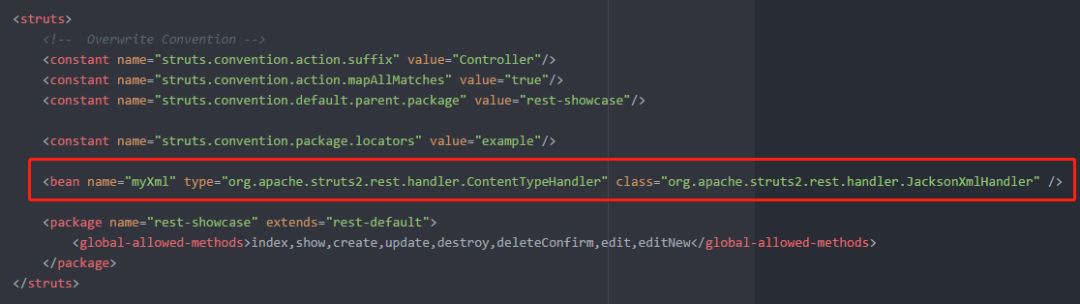 <struts>
<!--  Overwrite Convention -->
<constant name="struts.convention.action.suffix" value="Controller"/>
<constant name="struts.convention.action.mapAllMatches" value="true"/>
<constant name="struts.convention.default.parent.package" value="rest-showcase"/>
<constant name="struts.convention.package.locators" value="example"/>
<bean name="myXml" type="org.apache.struts2.rest.handler.ContentTypeHandler" class="org.apache.struts2.rest.handler.JacksonXmlHandler" />
<package name="rest-showcase" extends="rest-default">
<global-allowed-methods>index,show,create,update,destroy,deleteConfirm,edit,editNew</global-allowed-methods>
</package>
</struts>